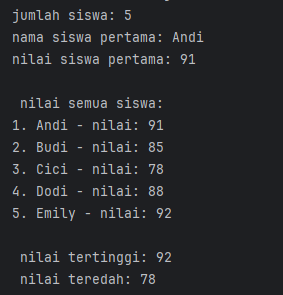 jumlah siswa: 5
nama siswa pertama: Andi
nilai siswa pertama: 91
nilai semua siswa:
1. Andi - nilai: 91
2. Budi - nilai: 85
3. Cici - nilai: 78
4. Dodi - nilai: 88
5. Emily - nilai: 92
nilai tertinggi: 92
nilai teredah: 78